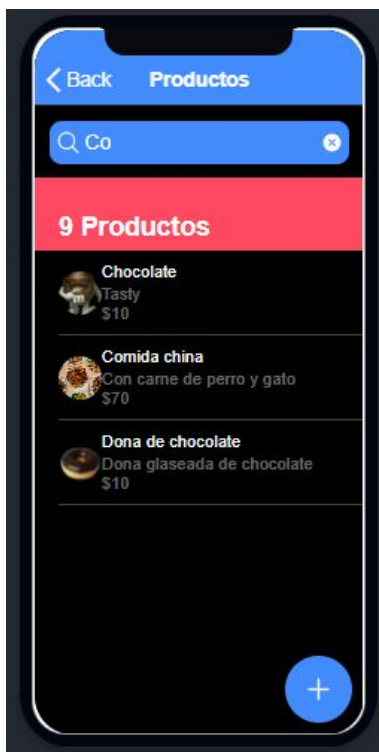 Back Productos
Co
9 Productos
Chocolate
Tasty
$10
Comida china
Con carne de perro y gato
$70
Dona de chocolate
Dona glaseada de chocolate
$10